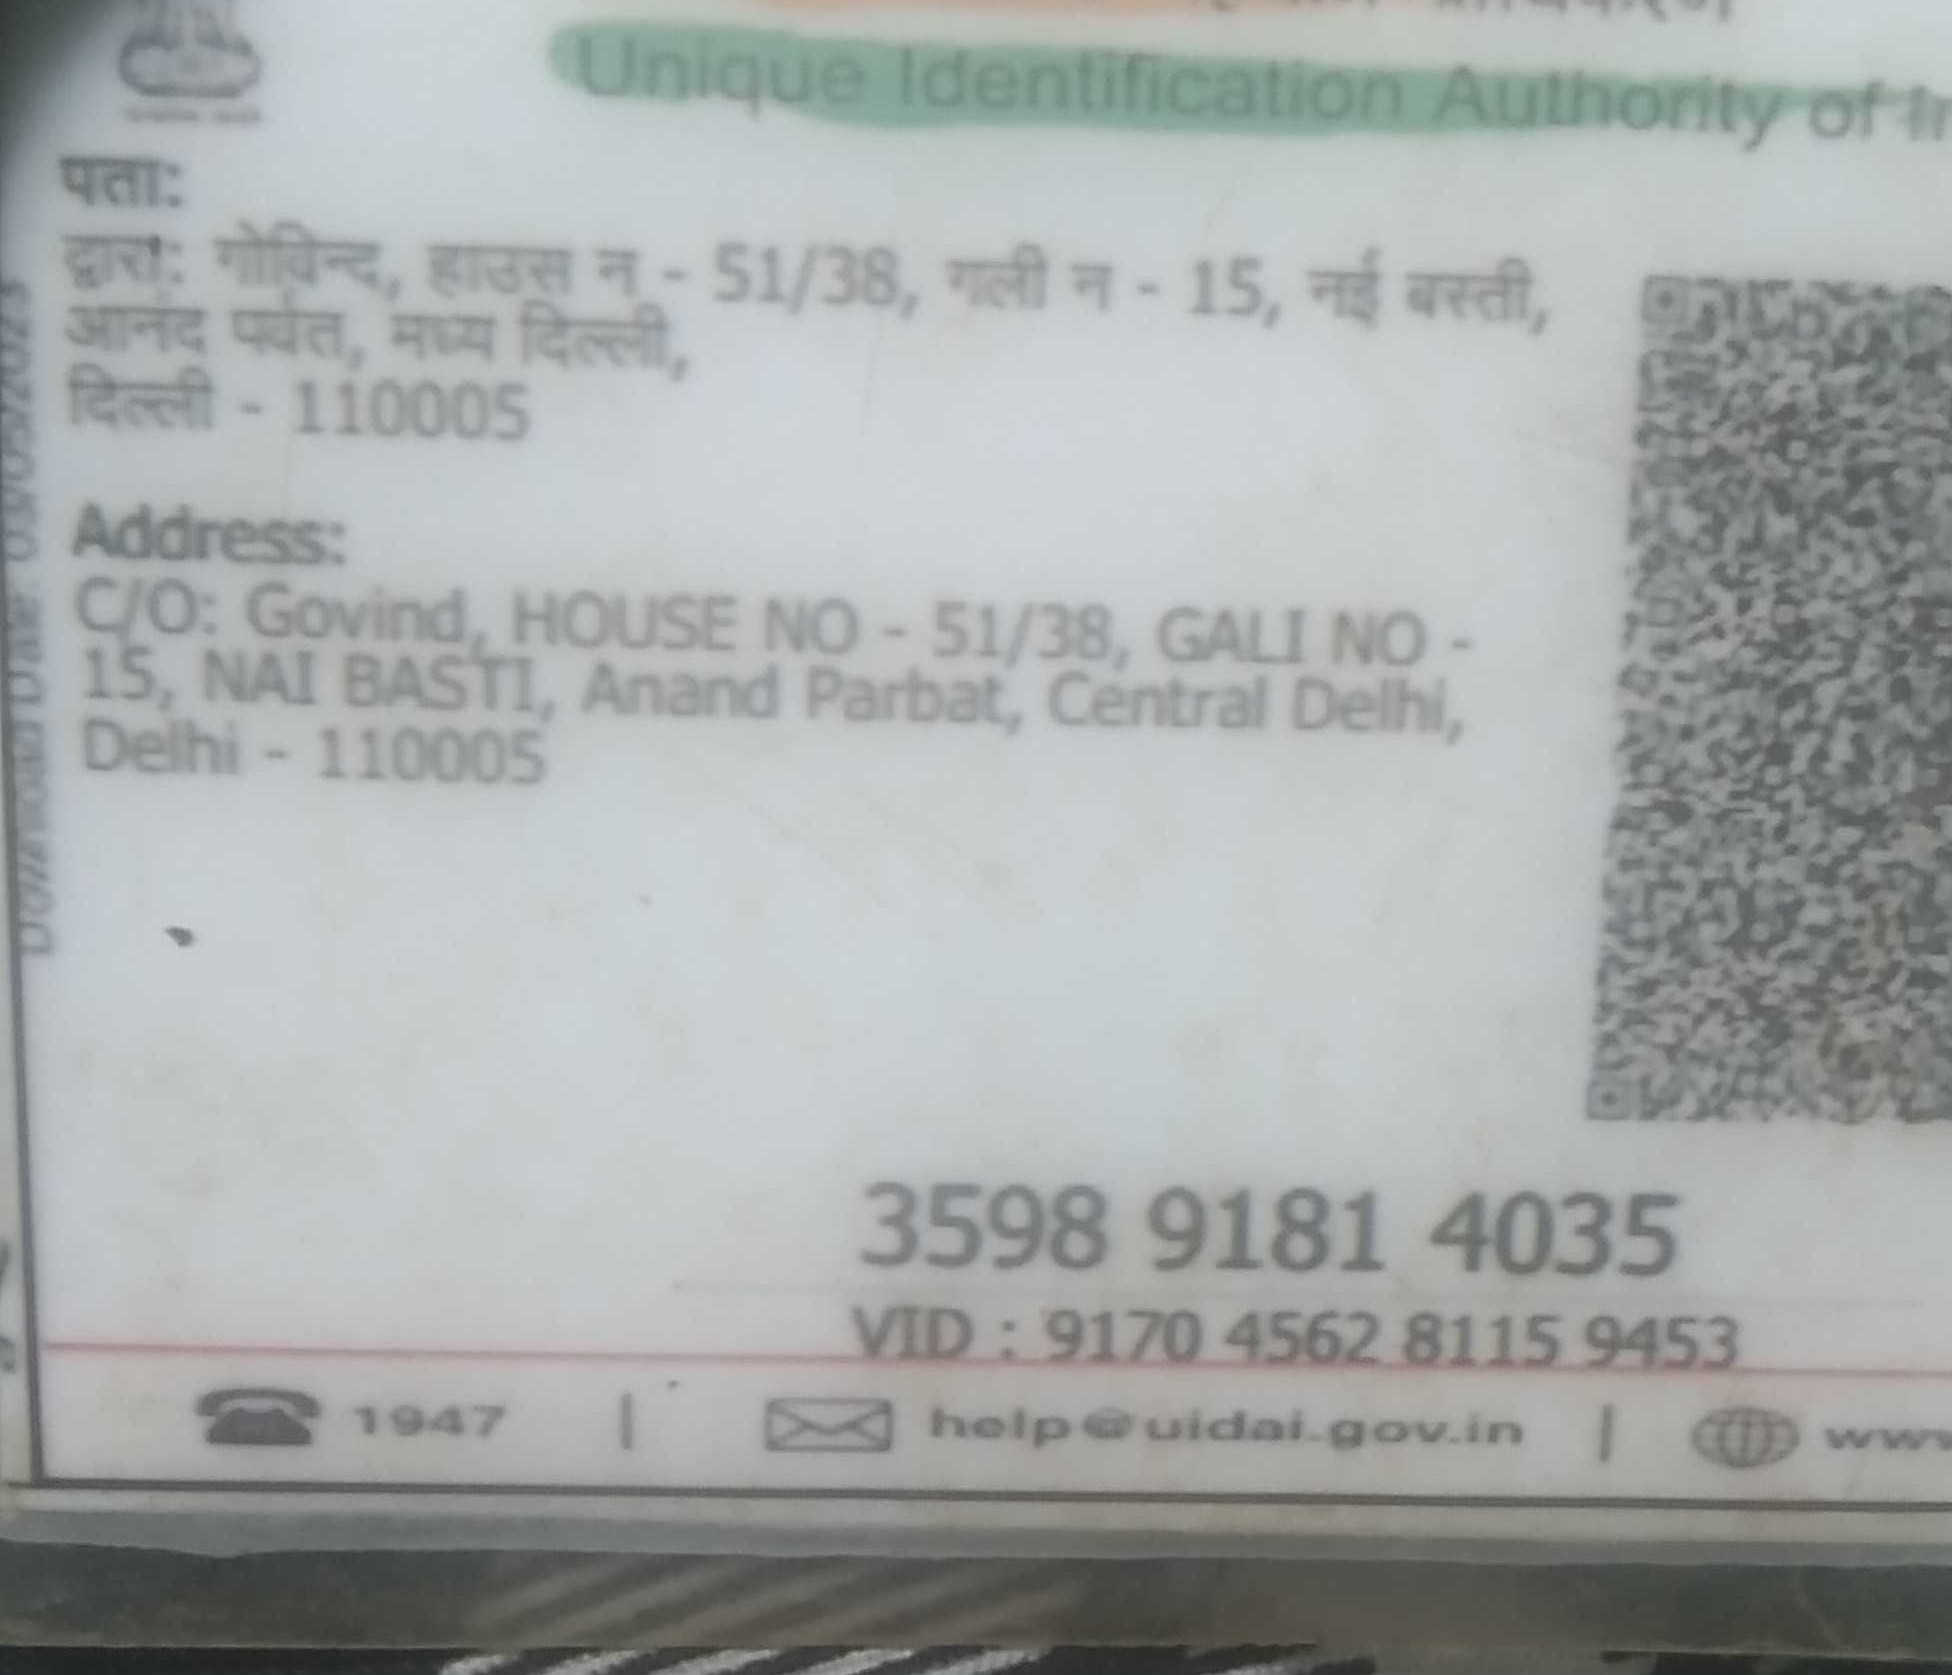 Unique Identification Authority of
पता:
द्वारा: गोविन्द, हाउस न - 51/38, गली न - 15, नई बस्ती,
आनंद पर्वत, मध्य दिल्ली,
दिल्ली - 110005
Address:
C/O: Govind, HOUSE NO - 51/38, GALI NO -
15, NAI BASTI, Anand Parbat, Central Delhi,
Delhi - 110005
3598 9181 4035
VID : 9170 4562 8115 9453
1947 | help@uidai.gov.in | www